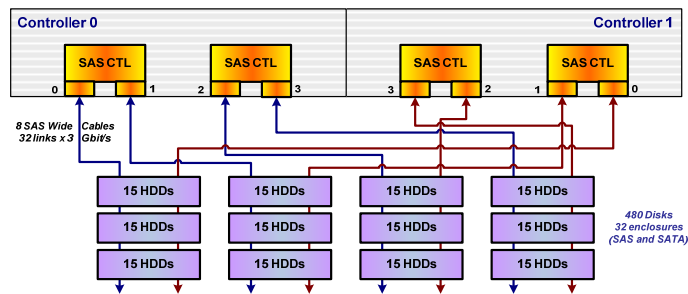 Controller 0
Controller 1
SAS CTL
SAS CTL
SAS CTL
SAS CTL
0
1
2
3
3
2
1
0
8 SAS Wide Cables
32 links x 3 Gbit/s
15 HDDs
15 HDDs
15 HDDs
15 HDDs
15 HDDs
15 HDDs
15 HDDs
15 HDDs
15 HDDs
15 HDDs
15 HDDs
15 HDDs
480 Disks
32 enclosures
(SAS and SATA)